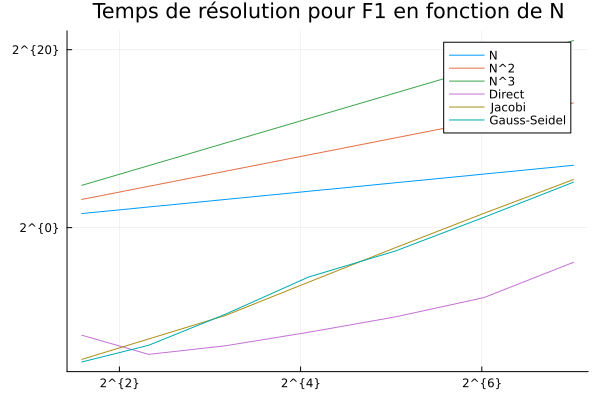 Temps de résolution pour F1 en fonction de N
2^{20}
N
N^2
N^3
Direct
Jacobi
Gauss-Seidel
2^{0}
2^{2}
2^{4}
2^{6}